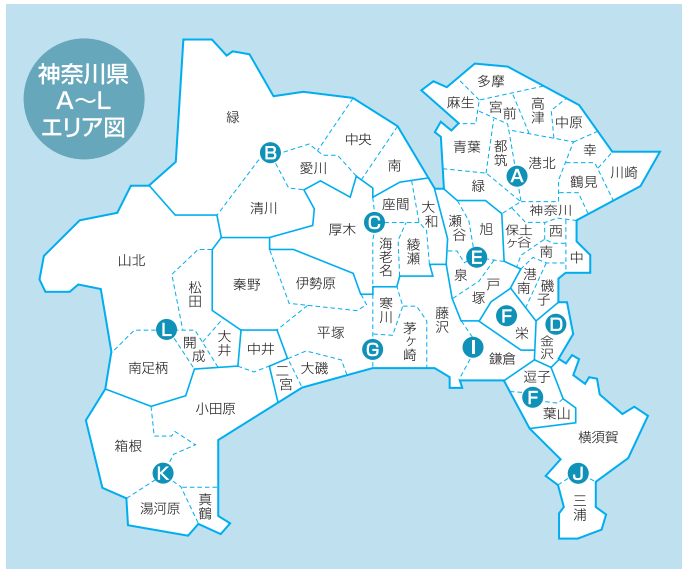 神奈川県
A～L
エリア図
多摩
麻生
宮前
高津
中原
緑
中央
青葉
都筑
港北
幸
川崎
B
愛川
南
A
鶴見
緑
清川
座間
大和
神奈川
C
厚木
瀬谷
旭
保土ヶ谷
西
海老名
綾瀬
E
南
中
山北
泉
戸塚
港南
磯子
松田
秦野
伊勢原
寒川
藤沢
F
栄
D
金沢
L
開成
大井
中井
平塚
茅ヶ崎
G
I
鎌倉
南足柄
二宮
大磯
逗子
F
葉山
小田原
箱根
横須賀
K
J
湯河原
真鶴
三浦